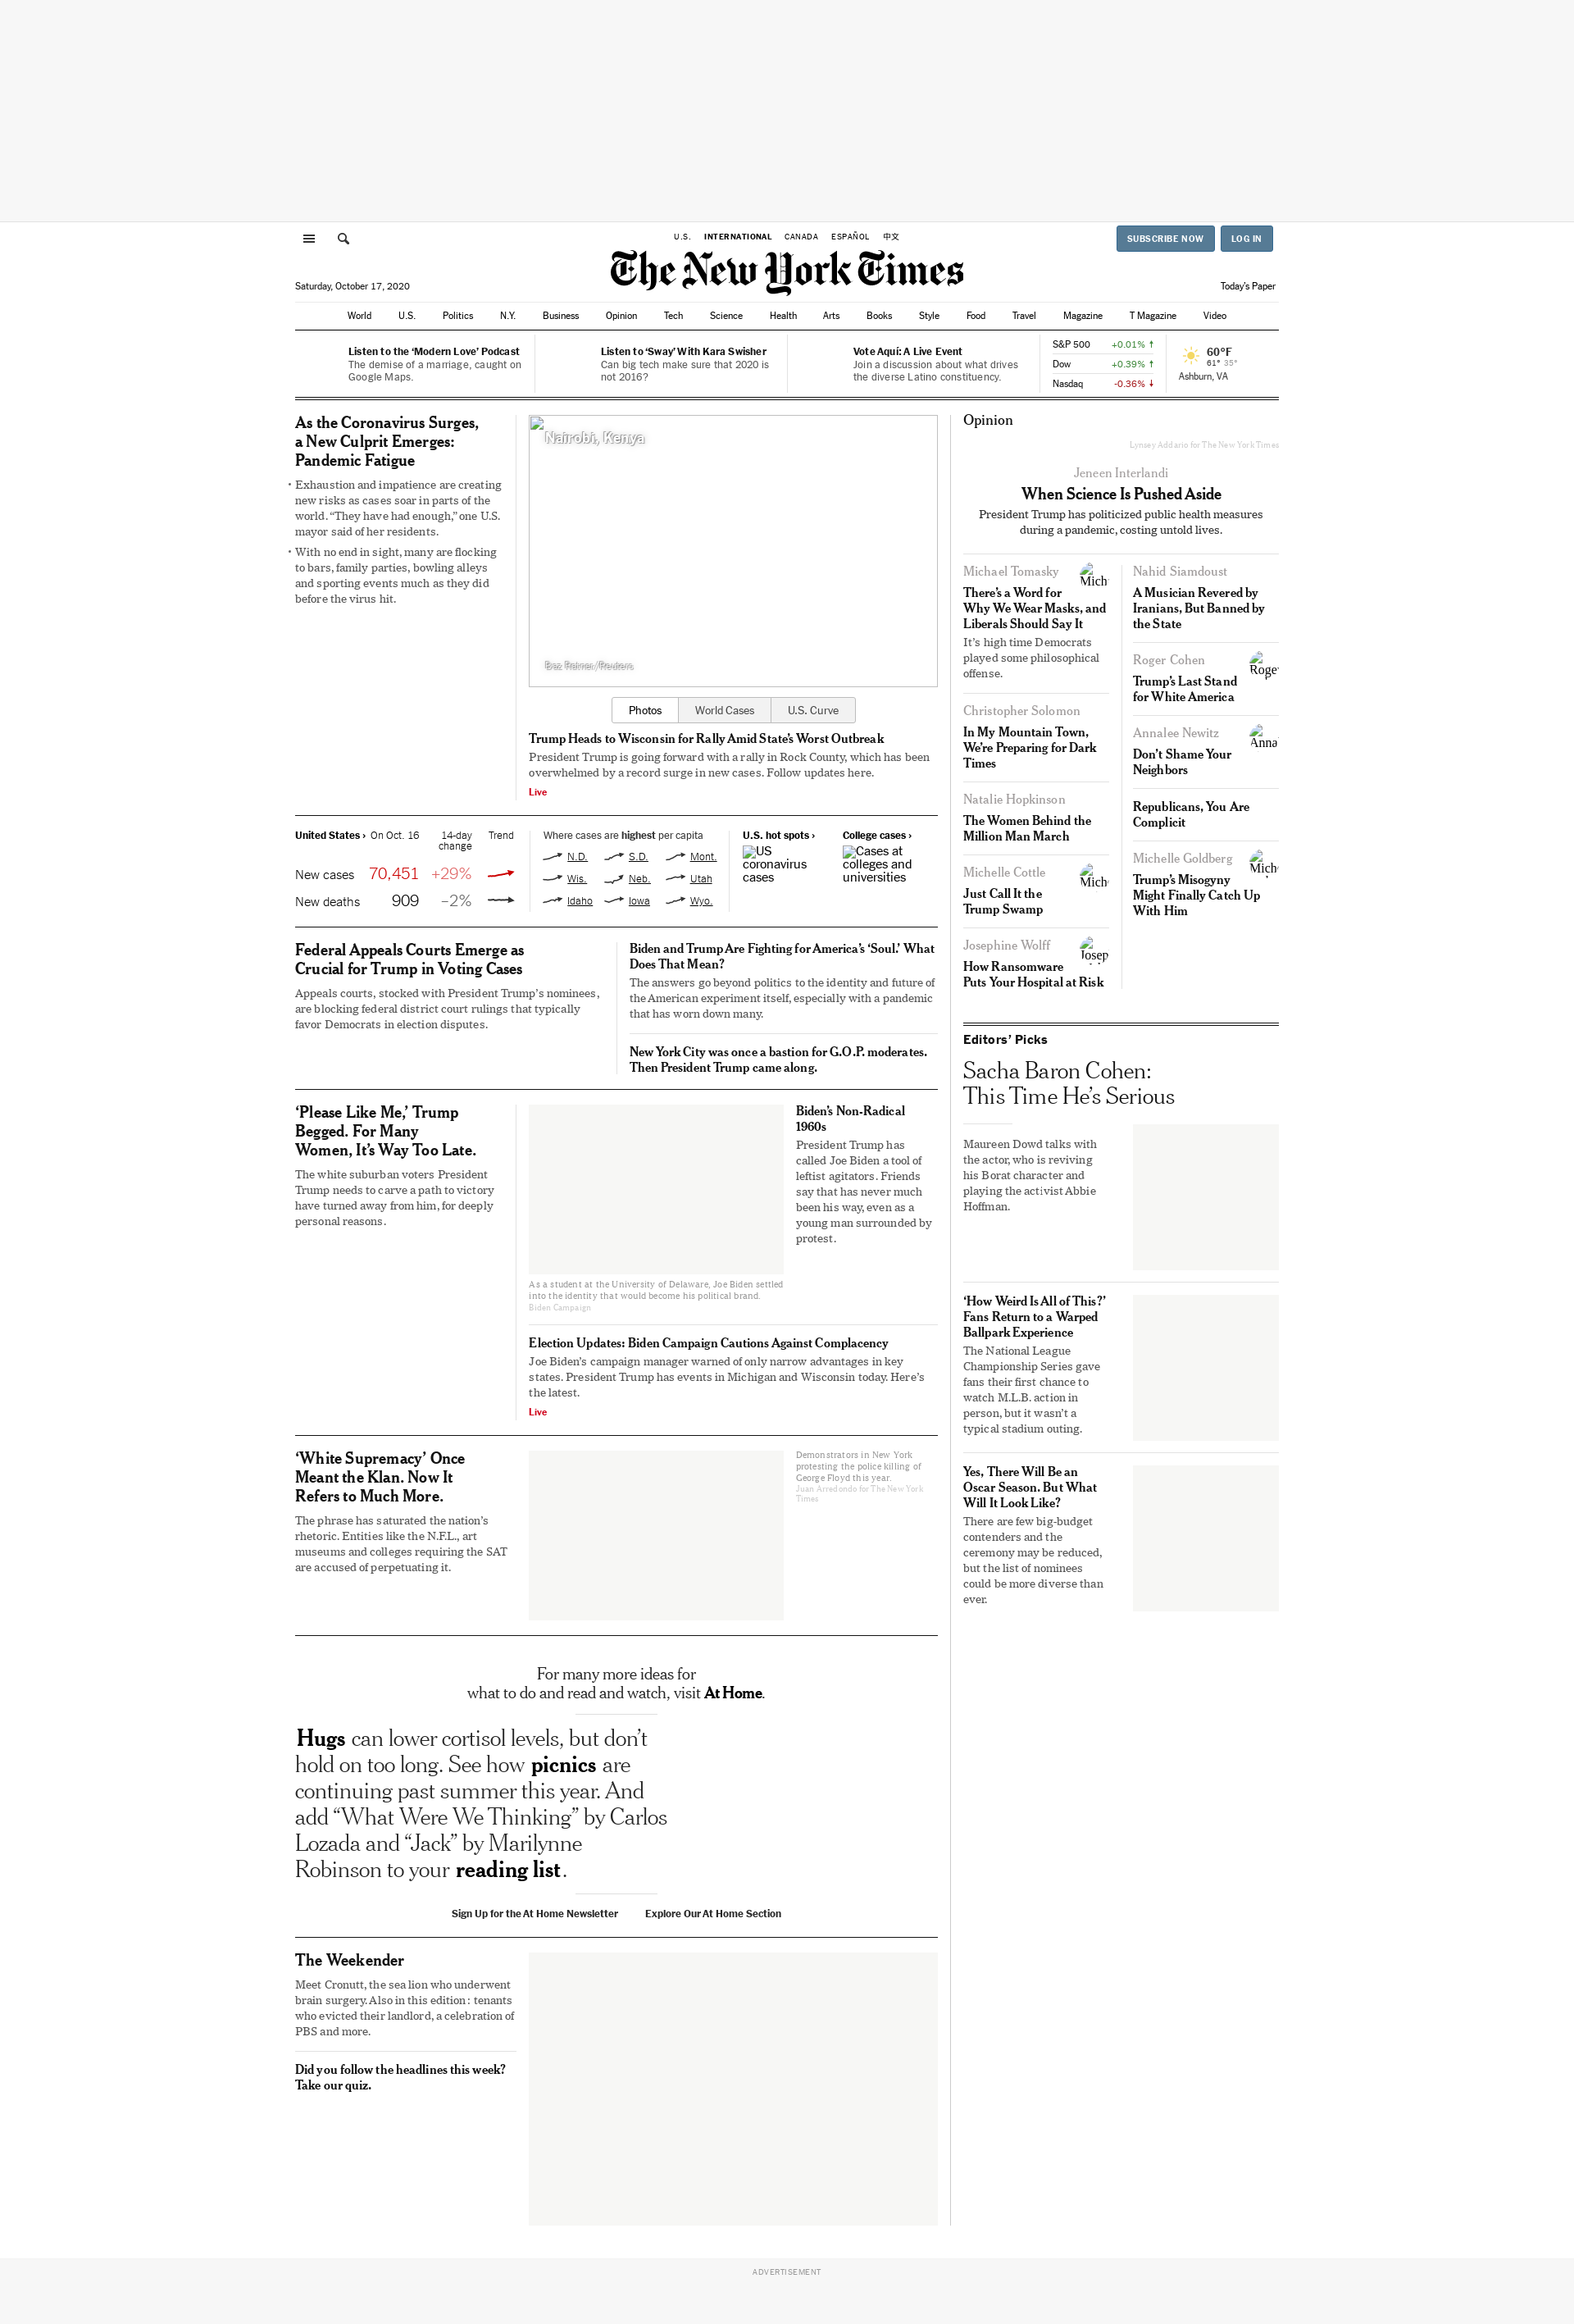 U.S. INTERNATIONAL CANADA ESPAÑOL 中文
SUBSCRIBE NOW LOG IN
The New York Times
Saturday, October 17, 2020
Today's Paper
World U.S. Politics N.Y. Business Opinion Tech Science Health Arts Books Style Food Travel Magazine T Magazine Video
Listen to the ‘Modern Love’ Podcast
The demise of a marriage, caught on
Google Maps.
Listen to ‘Sway’ With Kara Swisher
Can big tech make sure that 2020 is
not 2016?
Vote Aquí: A Live Event
Join a discussion about what drives
the diverse Latino constituency.
S&P 500 +0.01% ↑
Dow +0.39% ↑
Nasdaq -0.36% ↓
60°F
61° 35°
Ashburn, VA
As the Coronavirus Surges,
a New Culprit Emerges:
Pandemic Fatigue
• Exhaustion and impatience are creating
new risks as cases soar in parts of the
world. “They have had enough,” one U.S.
mayor said of her residents.
• With no end in sight, many are flocking
to bars, family parties, bowling alleys
and sporting events much as they did
before the virus hit.
Nairobi, Kenya
Baz Ratner/Reuters
Photos World Cases U.S. Curve
Trump Heads to Wisconsin for Rally Amid State’s Worst Outbreak
President Trump is going forward with a rally in Rock County, which has been
overwhelmed by a record surge in new cases. Follow updates here.
Live
United States › On Oct. 16 14-day
change Trend
New cases 70,451 +29%
New deaths 909 –2%
Where cases are highest per capita
N.D. S.D. Mont.
Wis. Neb. Utah
Idaho Iowa Wyo.
U.S. hot spots ›
US
coronavirus
cases
College cases ›
Cases at
colleges and
universities
Federal Appeals Courts Emerge as
Crucial for Trump in Voting Cases
Appeals courts, stocked with President Trump’s nominees,
are blocking federal district court rulings that typically
favor Democrats in election disputes.
Biden and Trump Are Fighting for America’s ‘Soul.’ What
Does That Mean?
The answers go beyond politics to the identity and future of
the American experiment itself, especially with a pandemic
that has worn down many.
New York City was once a bastion for G.O.P. moderates.
Then President Trump came along.
‘Please Like Me,’ Trump
Begged. For Many
Women, It’s Way Too Late.
The white suburban voters President
Trump needs to carve a path to victory
have turned away from him, for deeply
personal reasons.
As a student at the University of Delaware, Joe Biden settled
into the identity that would become his political brand.
Biden Campaign
Biden’s Non-Radical
1960s
President Trump has
called Joe Biden a tool of
leftist agitators. Friends
say that has never much
been his way, even as a
young man surrounded by
protest.
Election Updates: Biden Campaign Cautions Against Complacency
Joe Biden’s campaign manager warned of only narrow advantages in key
states. President Trump has events in Michigan and Wisconsin today. Here’s
the latest.
Live
‘White Supremacy’ Once
Meant the Klan. Now It
Refers to Much More.
The phrase has saturated the nation’s
rhetoric. Entities like the N.F.L., art
museums and colleges requiring the SAT
are accused of perpetuating it.
Demonstrators in New York
protesting the police killing of
George Floyd this year.
Juan Arredondo for The New York
Times
For many more ideas for
what to do and read and watch, visit At Home.
Hugs can lower cortisol levels, but don’t
hold on too long. See how picnics are
continuing past summer this year. And
add “What Were We Thinking” by Carlos
Lozada and “Jack” by Marilynne
Robinson to your reading list.
Sign Up for the At Home Newsletter Explore Our At Home Section
The Weekender
Meet Cronutt, the sea lion who underwent
brain surgery. Also in this edition: tenants
who evicted their landlord, a celebration of
PBS and more.
Did you follow the headlines this week?
Take our quiz.
Opinion
Lynsey Addario for The New York Times
Jeneen Interlandi
When Science Is Pushed Aside
President Trump has politicized public health measures
during a pandemic, costing untold lives.
Michael Tomasky
Mich
There’s a Word for
Why We Wear Masks, and
Liberals Should Say It
It’s high time Democrats
played some philosophical
offense.
Christopher Solomon
In My Mountain Town,
We’re Preparing for Dark
Times
Natalie Hopkinson
The Women Behind the
Million Man March
Michelle Cottle
Mich
Just Call It the
Trump Swamp
Josephine Wolff
Josep
How Ransomware
Puts Your Hospital at Risk
Nahid Siamdoust
A Musician Revered by
Iranians, But Banned by
the State
Roger Cohen
Roger
Trump’s Last Stand
for White America
Annalee Newitz
Anna
Don’t Shame Your
Neighbors
Republicans, You Are
Complicit
Michelle Goldberg
Mich
Trump’s Misogyny
Might Finally Catch Up
With Him
Editors’ Picks
Sacha Baron Cohen:
This Time He’s Serious
Maureen Dowd talks with
the actor, who is reviving
his Borat character and
playing the activist Abbie
Hoffman.
‘How Weird Is All of This?’
Fans Return to a Warped
Ballpark Experience
The National League
Championship Series gave
fans their first chance to
watch M.L.B. action in
person, but it wasn’t a
typical stadium outing.
Yes, There Will Be an
Oscar Season. But What
Will It Look Like?
There are few big-budget
contenders and the
ceremony may be reduced,
but the list of nominees
could be more diverse than
ever.
ADVERTISEMENT